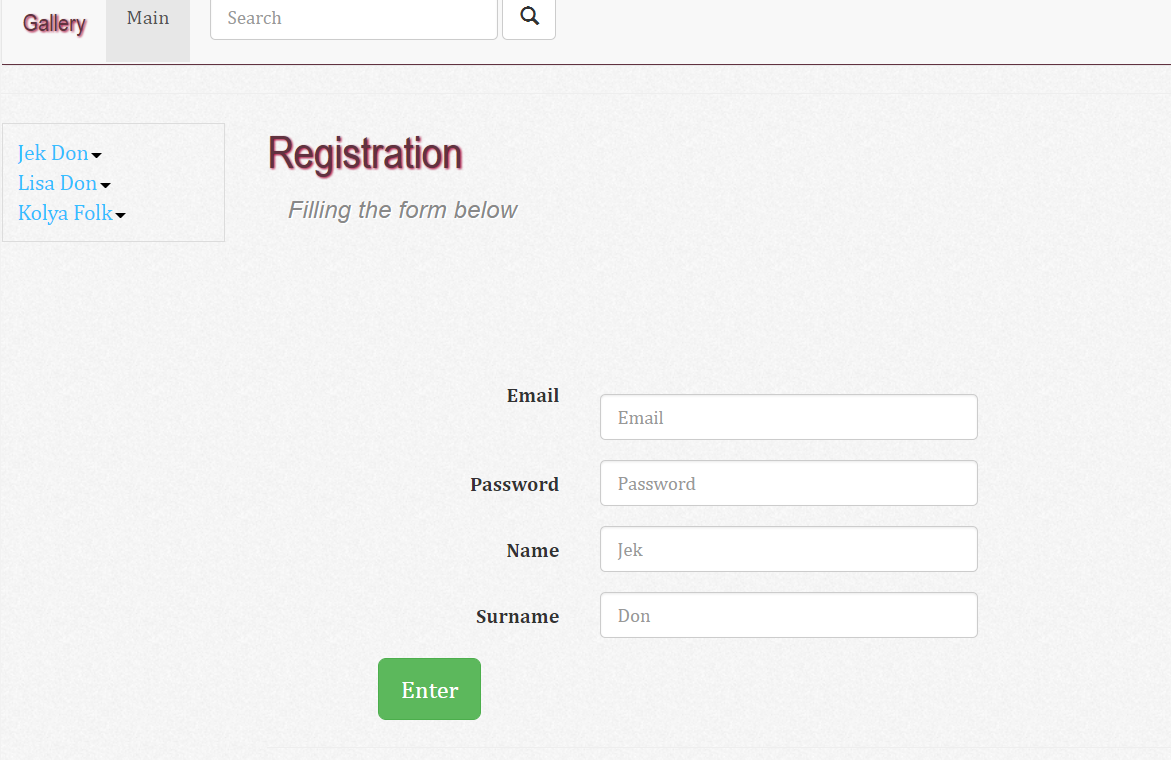 Gallery
Main
Search
Jek Don
Lisa Don
Kolya Folk
Registration
Filling the form below
Email
Email
Password
Password
Name
Jek
Surname
Don
Enter